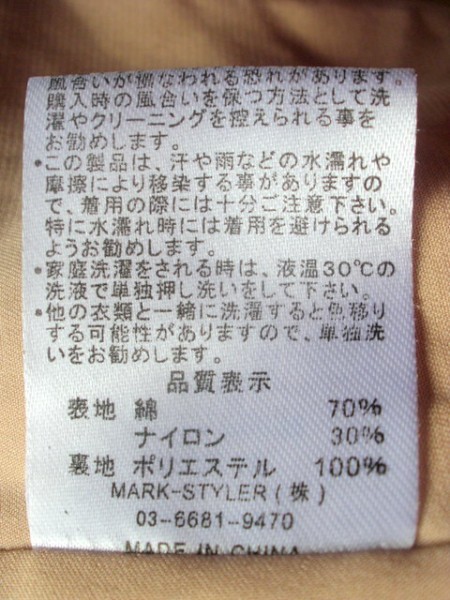 風合いが損なわれる恐れがあります。
購入時の風合いを保つ方法として洗
濯やクリーニングを控えられる事を
お勧めします。
•この製品は、汗や雨などの水濡れや
摩擦により移染する事がありますの
で、着用の際には十分ご注意下さい。
特に水濡れ時には着用を避けられる
ようお勧めします。
•家庭洗濯をされる時は、液温30℃の
洗液で単独押し洗いをして下さい。
•他の衣類と一緒に洗濯すると色移り
する可能性がありますので、単独洗
いをお勧めします。
品質表示
表地 綿 70%
ナイロン 30%
裏地 ポリエステル 100%
MARK-STYLER(株)
03-6681-9470
MADE IN CHINA